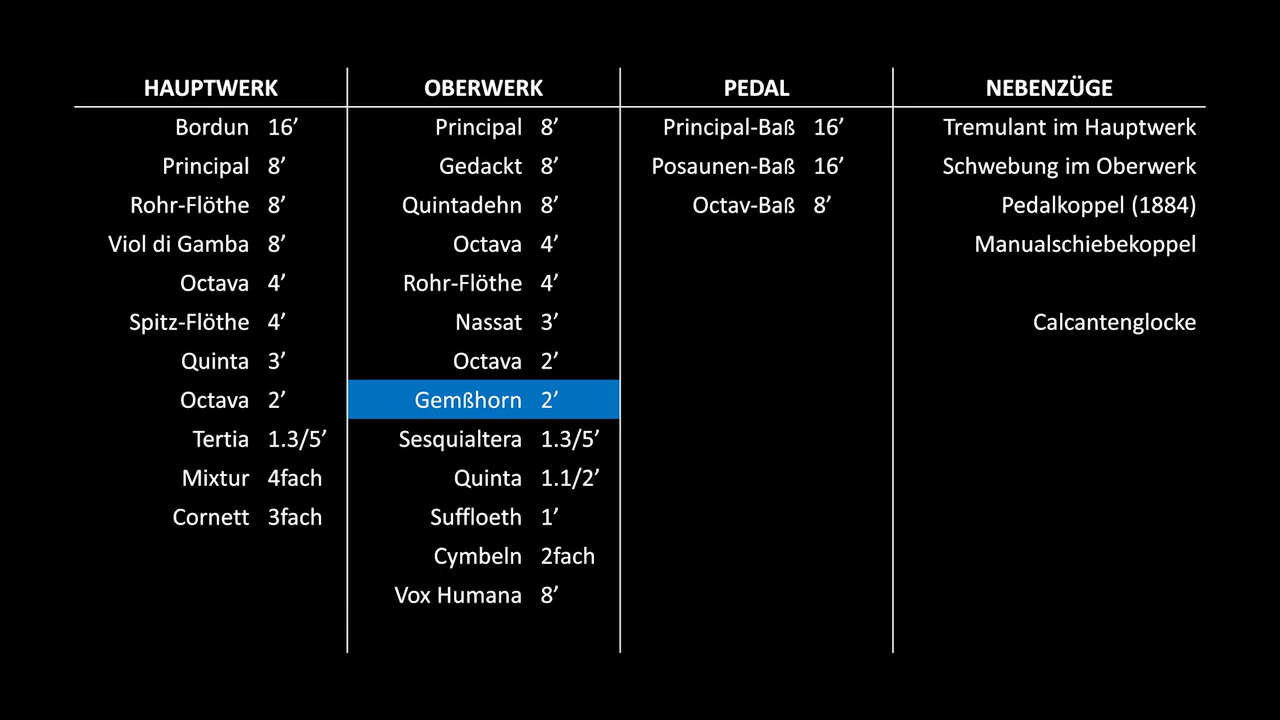 HAUPTWERK OBERWERK PEDAL NEBENZÜGE
Bordun 16’ Principal 8’ Principal-Baß 16’ Tremulant im Hauptwerk
Principal 8’ Gedackt 8’ Posaunen-Baß 16’ Schwebung im Oberwerk
Rohr-Flöthe 8’ Quintadehn 8’ Octav-Baß 8’ Pedalkoppel (1884)
Viol di Gamba 8’ Octava 4’ Manualschiebekoppel
Octava 4’ Rohr-Flöthe 4’
Spitz-Flöthe 4’ Nassat 3’ Calcantenglocke
Quinta 3’ Octava 2’
Octava 2’ Gemßhorn 2’
Tertia 1.3/5’ Sesquialtera 1.3/5’
Mixtur 4fach Quinta 1.1/2’
Cornett 3fach Suffloeth 1’
Cymbeln 2fach
Vox Humana 8’